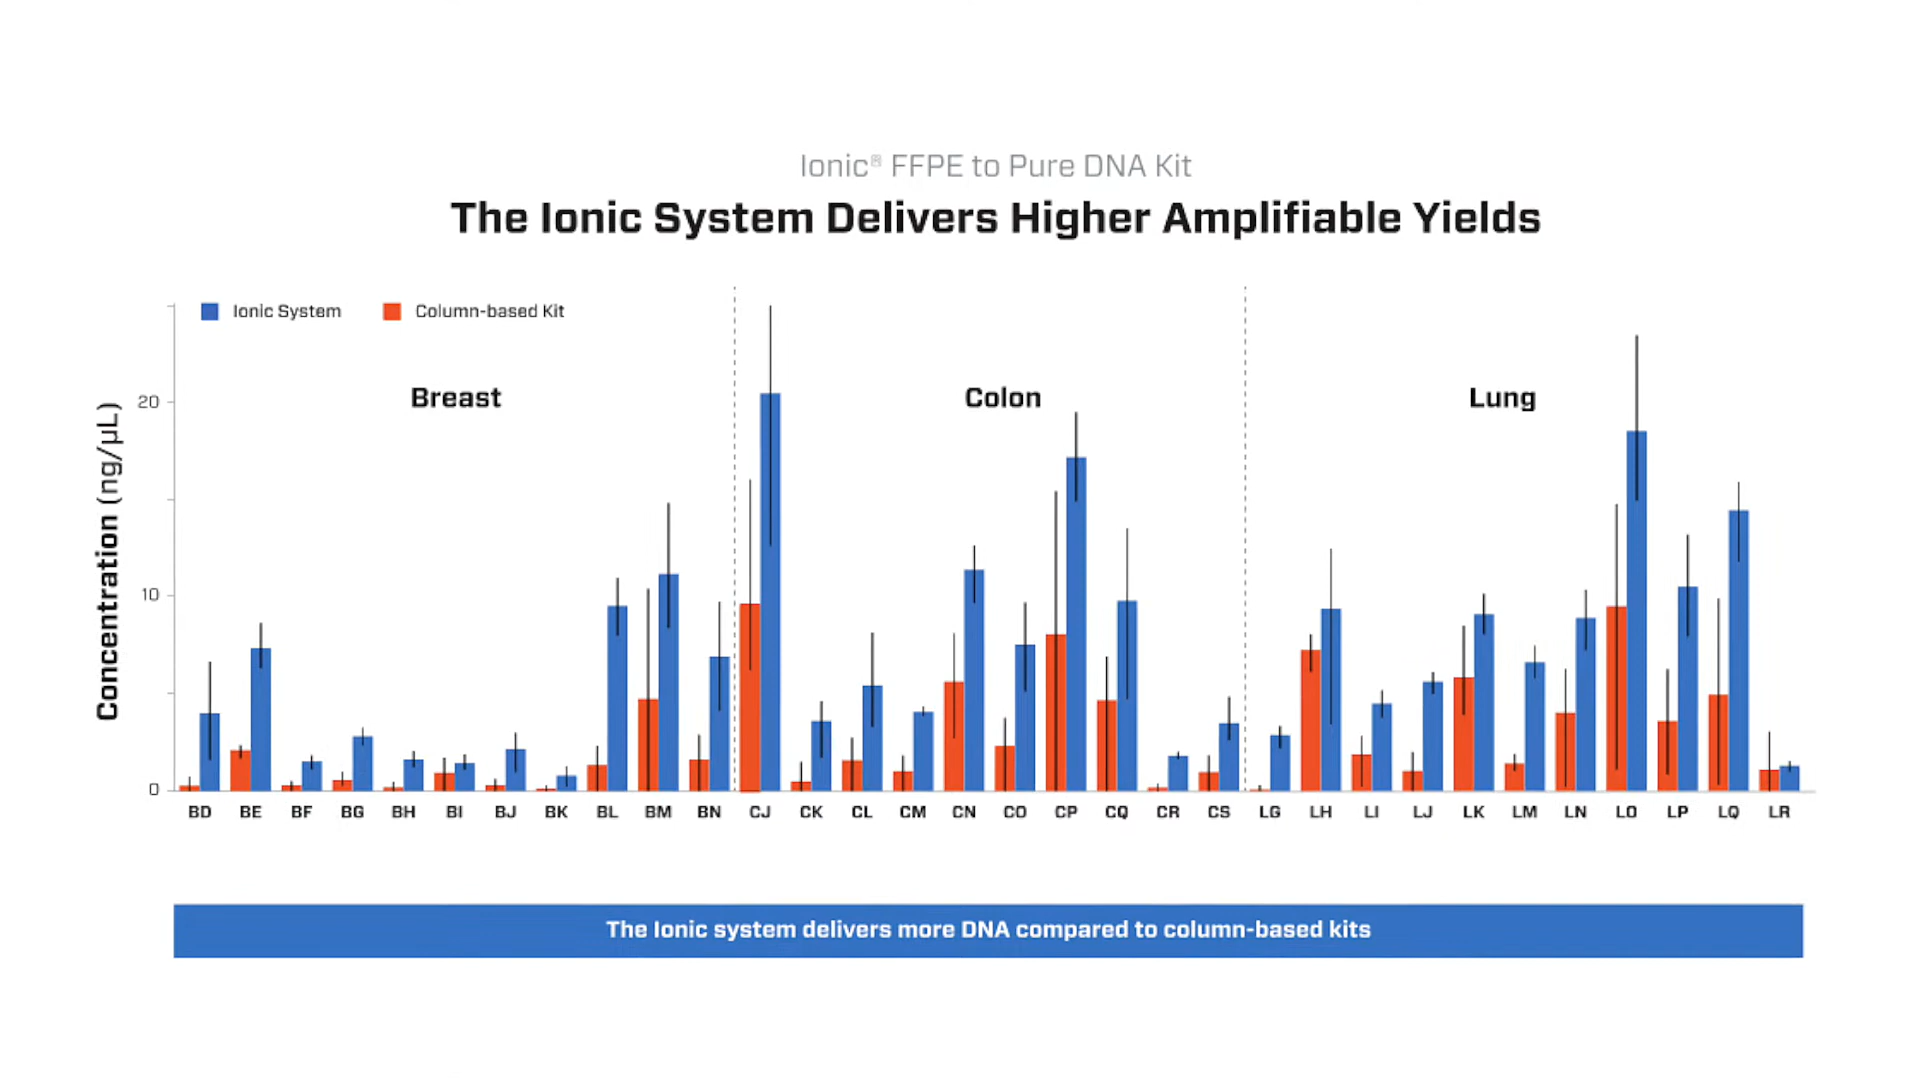 Ionic® FFPE to Pure DNA Kit
The Ionic System Delivers Higher Amplifiable Yields
Ionic System
Column-based Kit
Breast
Colon
Lung
Concentration (ng/µL)
20
10
0
BD BE BF BG BH BI BJ BK BL BM BN CJ CK CL CM CN CO CP CQ CR CS LG LH LI LJ LK LM LN LO LP LQ LR
The Ionic system delivers more DNA compared to column-based kits